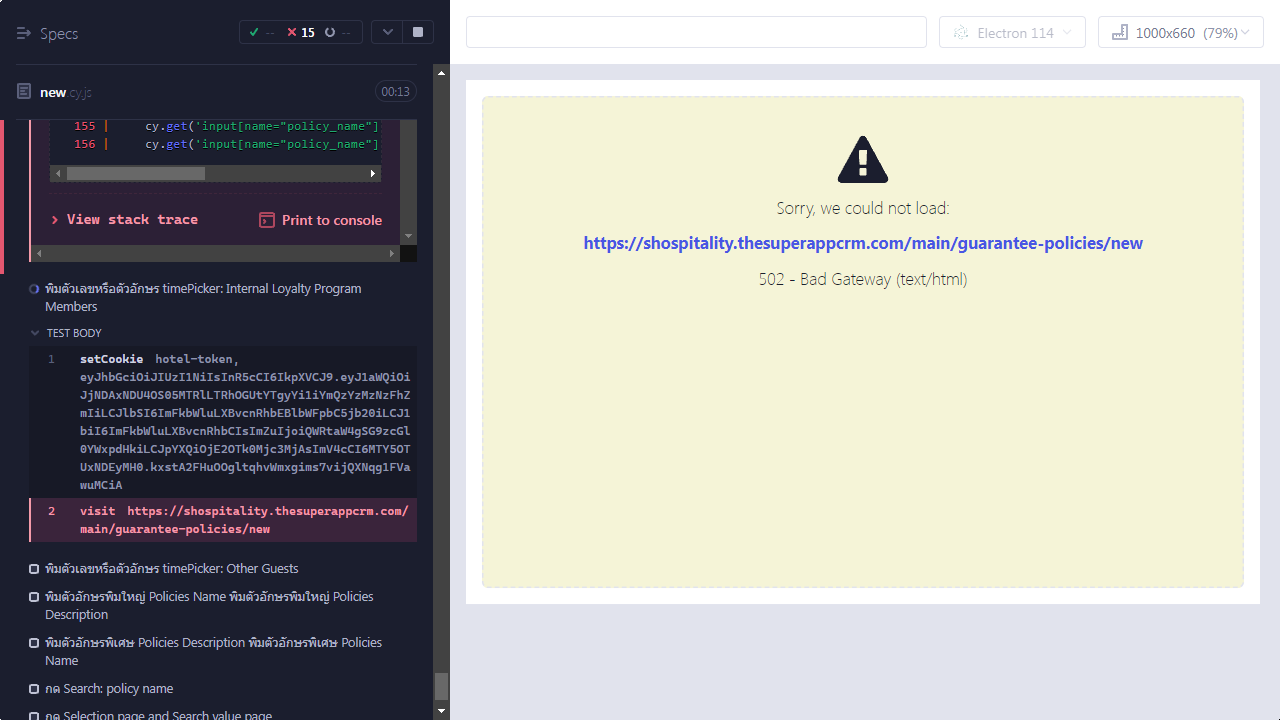 Specs
--
15
--
Electron 114
1000x660 (79%)
new cy.js
00:13
155 | cy.get('input[name="policy_name"]
156 | cy.get('input[name="policy_name"]
View stack trace
Print to console
พิมตัวเลขหรือตัวอักษร timePicker: Internal Loyalty Program
Members
TEST BODY
1 setCookie hotel-token,
eyJhbGciOiJIUzI1NiIsInR5cCI6IkpXVCJ9.eyJ1aWQiOi
JjNDAxNDU4OS05MTRlLTRhOGUtYTgyYi1iYmQzYzMzNzFhZ
mIiLCJlbSI6ImFkbWluLXBvcnRhbEBlbWFpbC5jb20iLCJ1
biI6ImFkbWluLXBvcnRhbCIsImZuIjoiQWRtaW4gSG9zcGl
0YWxpdHkiLCJpYXQiOjE2OTk0Mjc3MjAsImV4cCI6MTY5OT
UxNDEyMH0.kxstA2FHuOOgltqhvWmxgims7vijQXNqg1FVa
wuMCiA
2 visit https://shospitality.thesuperappcrm.com/
main/guarantee-policies/new
พิมตัวเลขหรือตัวอักษร timePicker: Other Guests
พิมตัวอักษรพิมใหญ่ Policies Name พิมตัวอักษรพิมใหญ่ Policies
Description
พิมตัวอักษรพิเศษ Policies Description พิมตัวอักษรพิเศษ Policies
Name
กด Search: policy name
กด Selection page and Search value page
Sorry, we could not load:
https://shospitality.thesuperappcrm.com/main/guarantee-policies/new
502 - Bad Gateway (text/html)